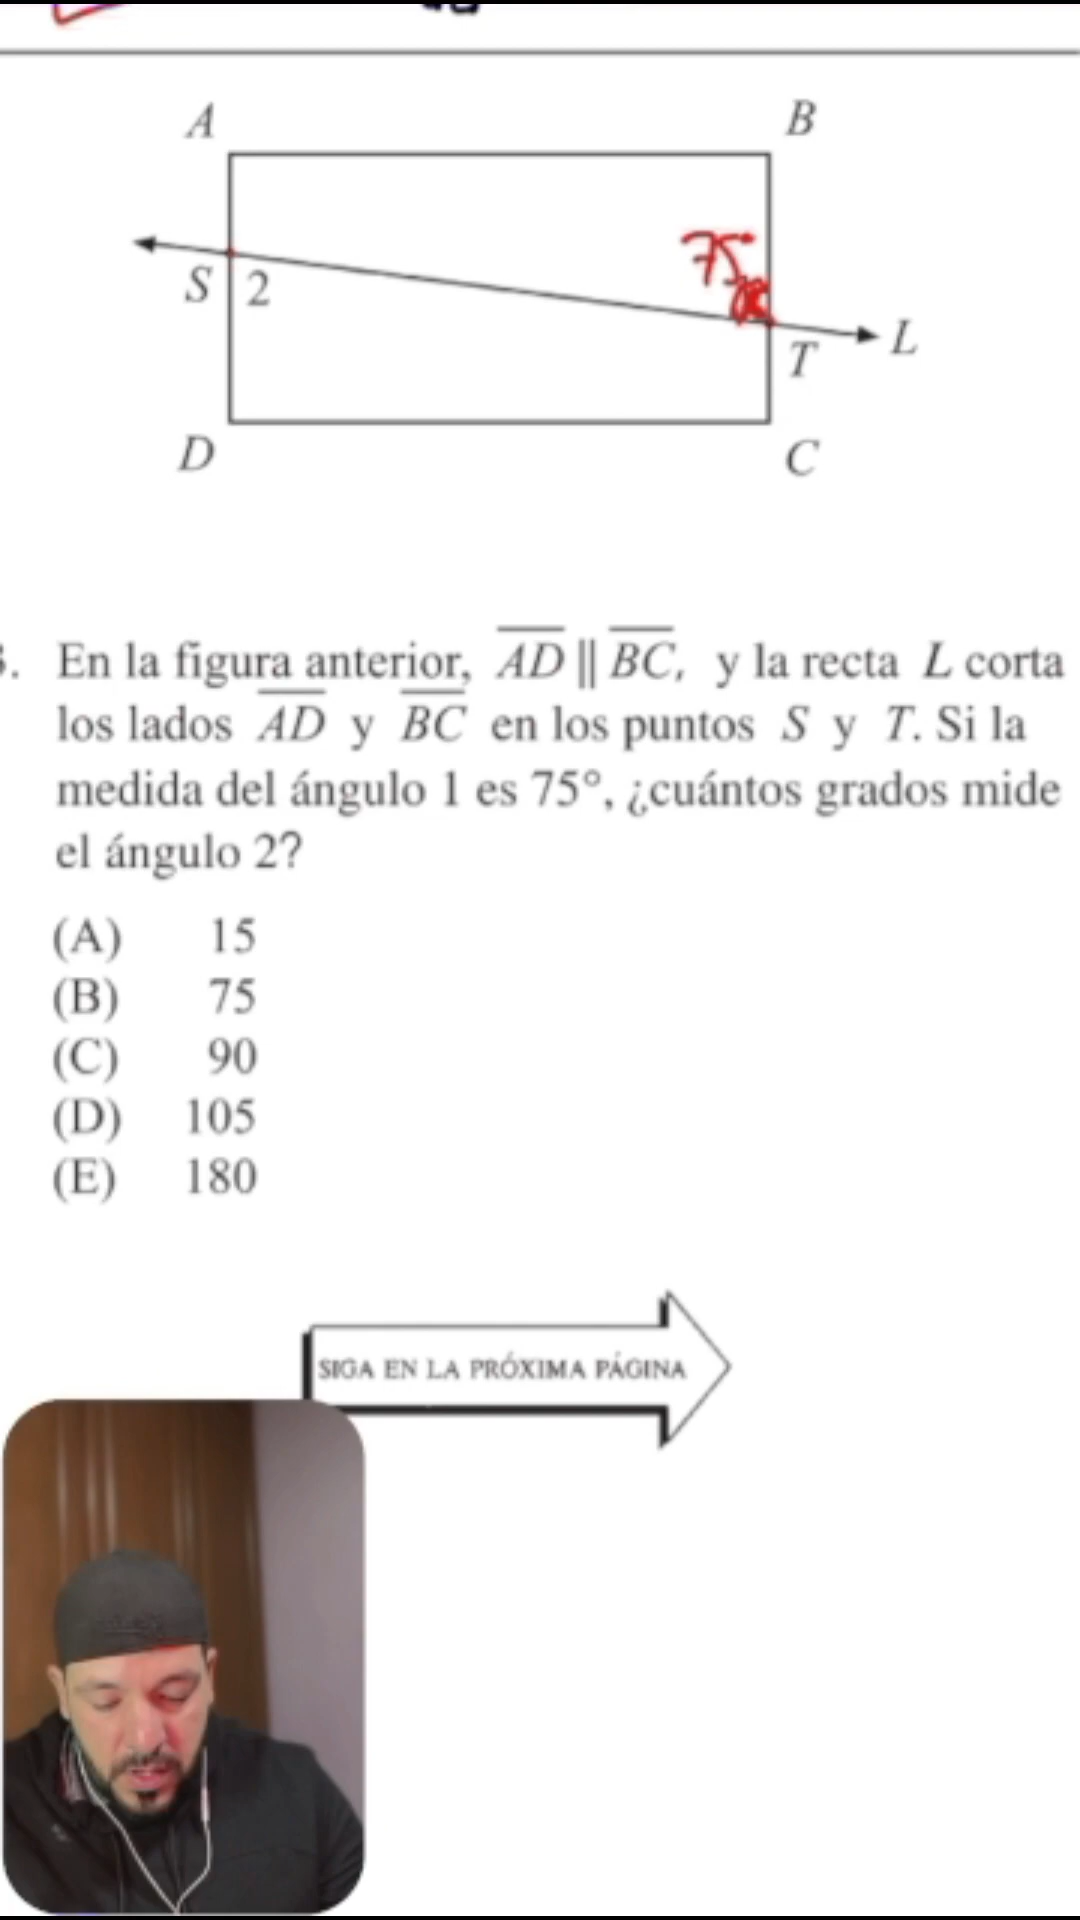 A
B
75°
S
2
L
T
D
C
3. En la figura anterior, AD || BC, y la recta L corta
los lados AD y BC en los puntos S y T. Si la
medida del ángulo 1 es 75°, ¿cuántos grados mide
el ángulo 2?
(A) 15
(B) 75
(C) 90
(D) 105
(E) 180
SIGA EN LA PRÓXIMA PÁGINA